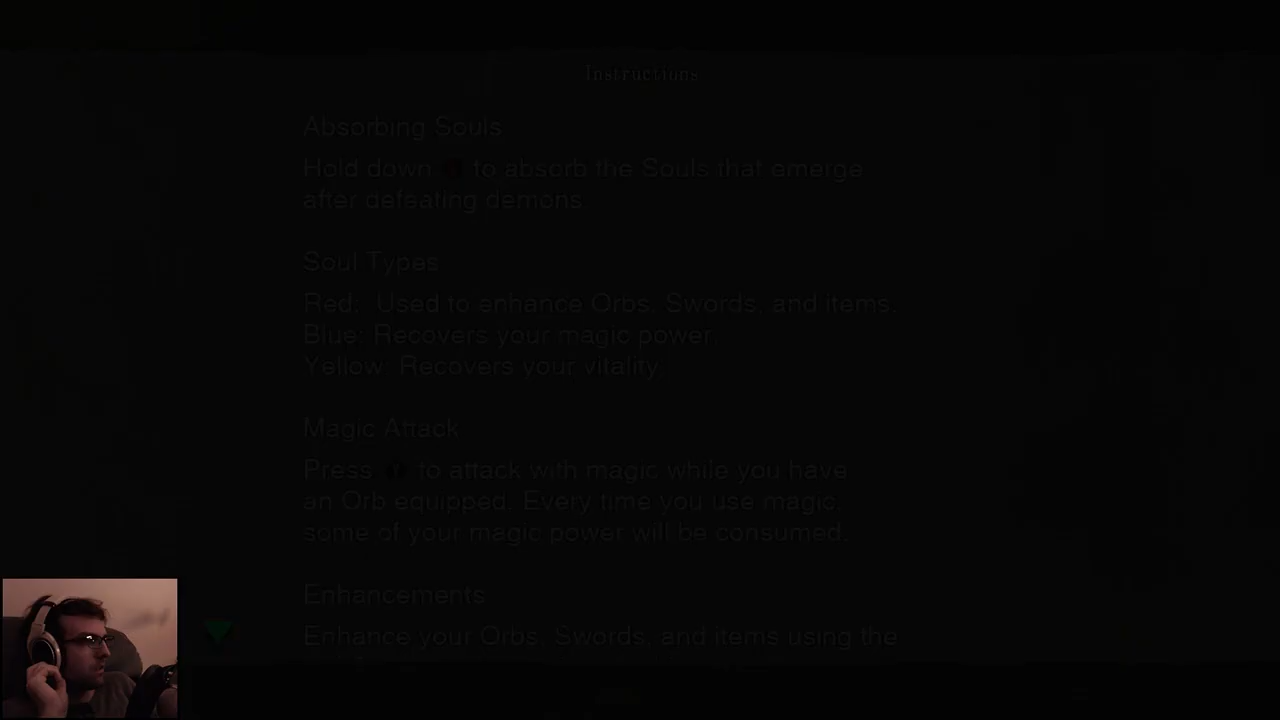 Instructions
Absorbing Souls
Hold down to absorb the Souls that emerge
after defeating demons.
Soul Types
Red: Used to enhance Orbs, Swords, and items.
Blue: Recovers your magic power.
Yellow: Recovers your vitality.
Magic Attack
Press to attack with magic while you have
an Orb equipped. Every time you use magic,
some of your magic power will be consumed.
Enhancements
Enhance your Orbs, Swords, and items using the